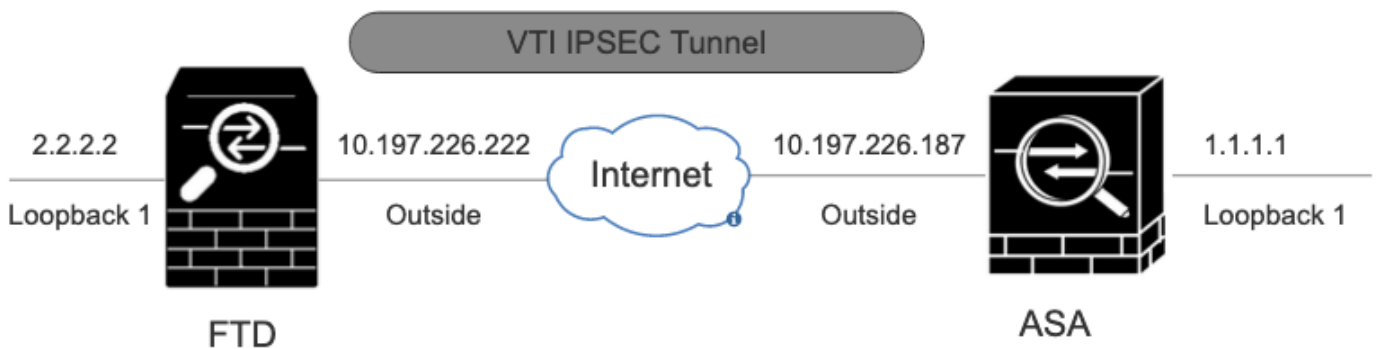 VTI IPSEC Tunnel
2.2.2.2
10.197.226.222
Internet
10.197.226.187
1.1.1.1
Loopback 1
Outside
Outside
Loopback 1
FTD
ASA